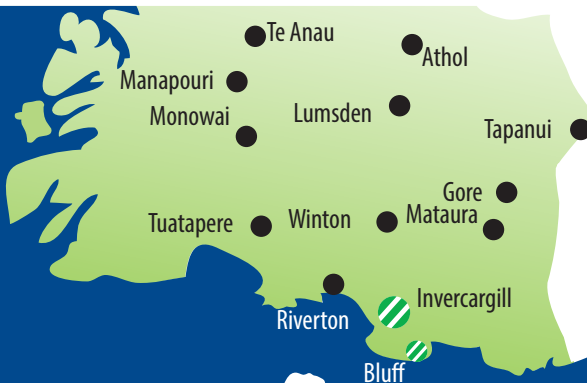 Te Anau
Athol
Manapouri
Monowai
Lumsden
Tapanui
Gore
Tuatapere
Winton
Mataura
Invercargill
Riverton
Bluff